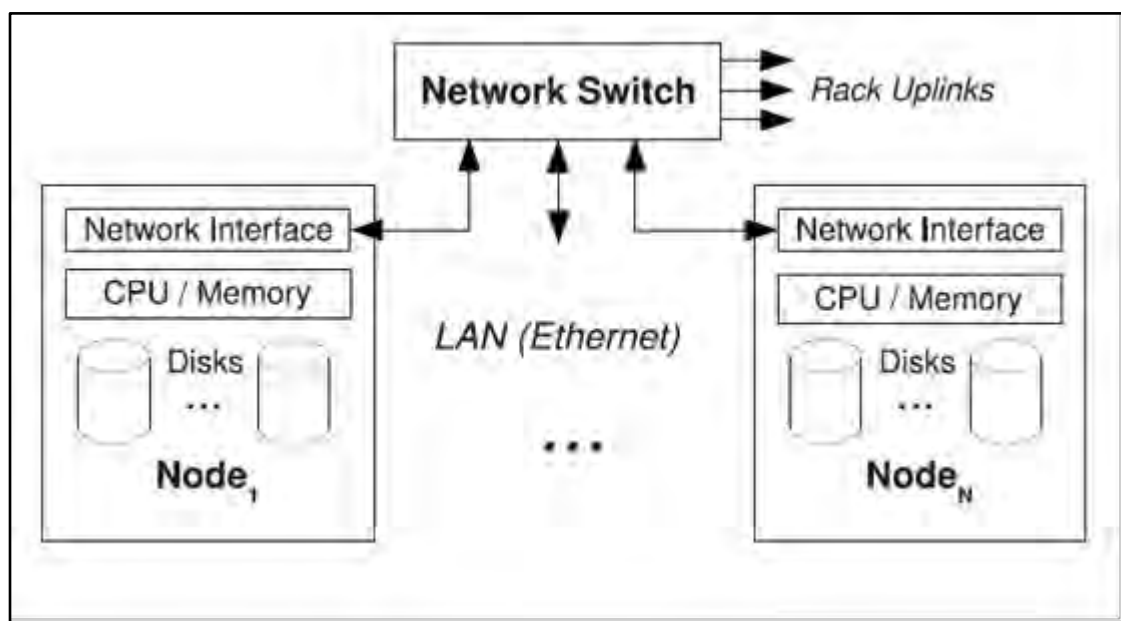 Network Switch
Rack Uplinks
Network Interface
CPU / Memory
Disks
...
Node1
LAN (Ethernet)
...
Network Interface
CPU / Memory
Disks
...
NodeN